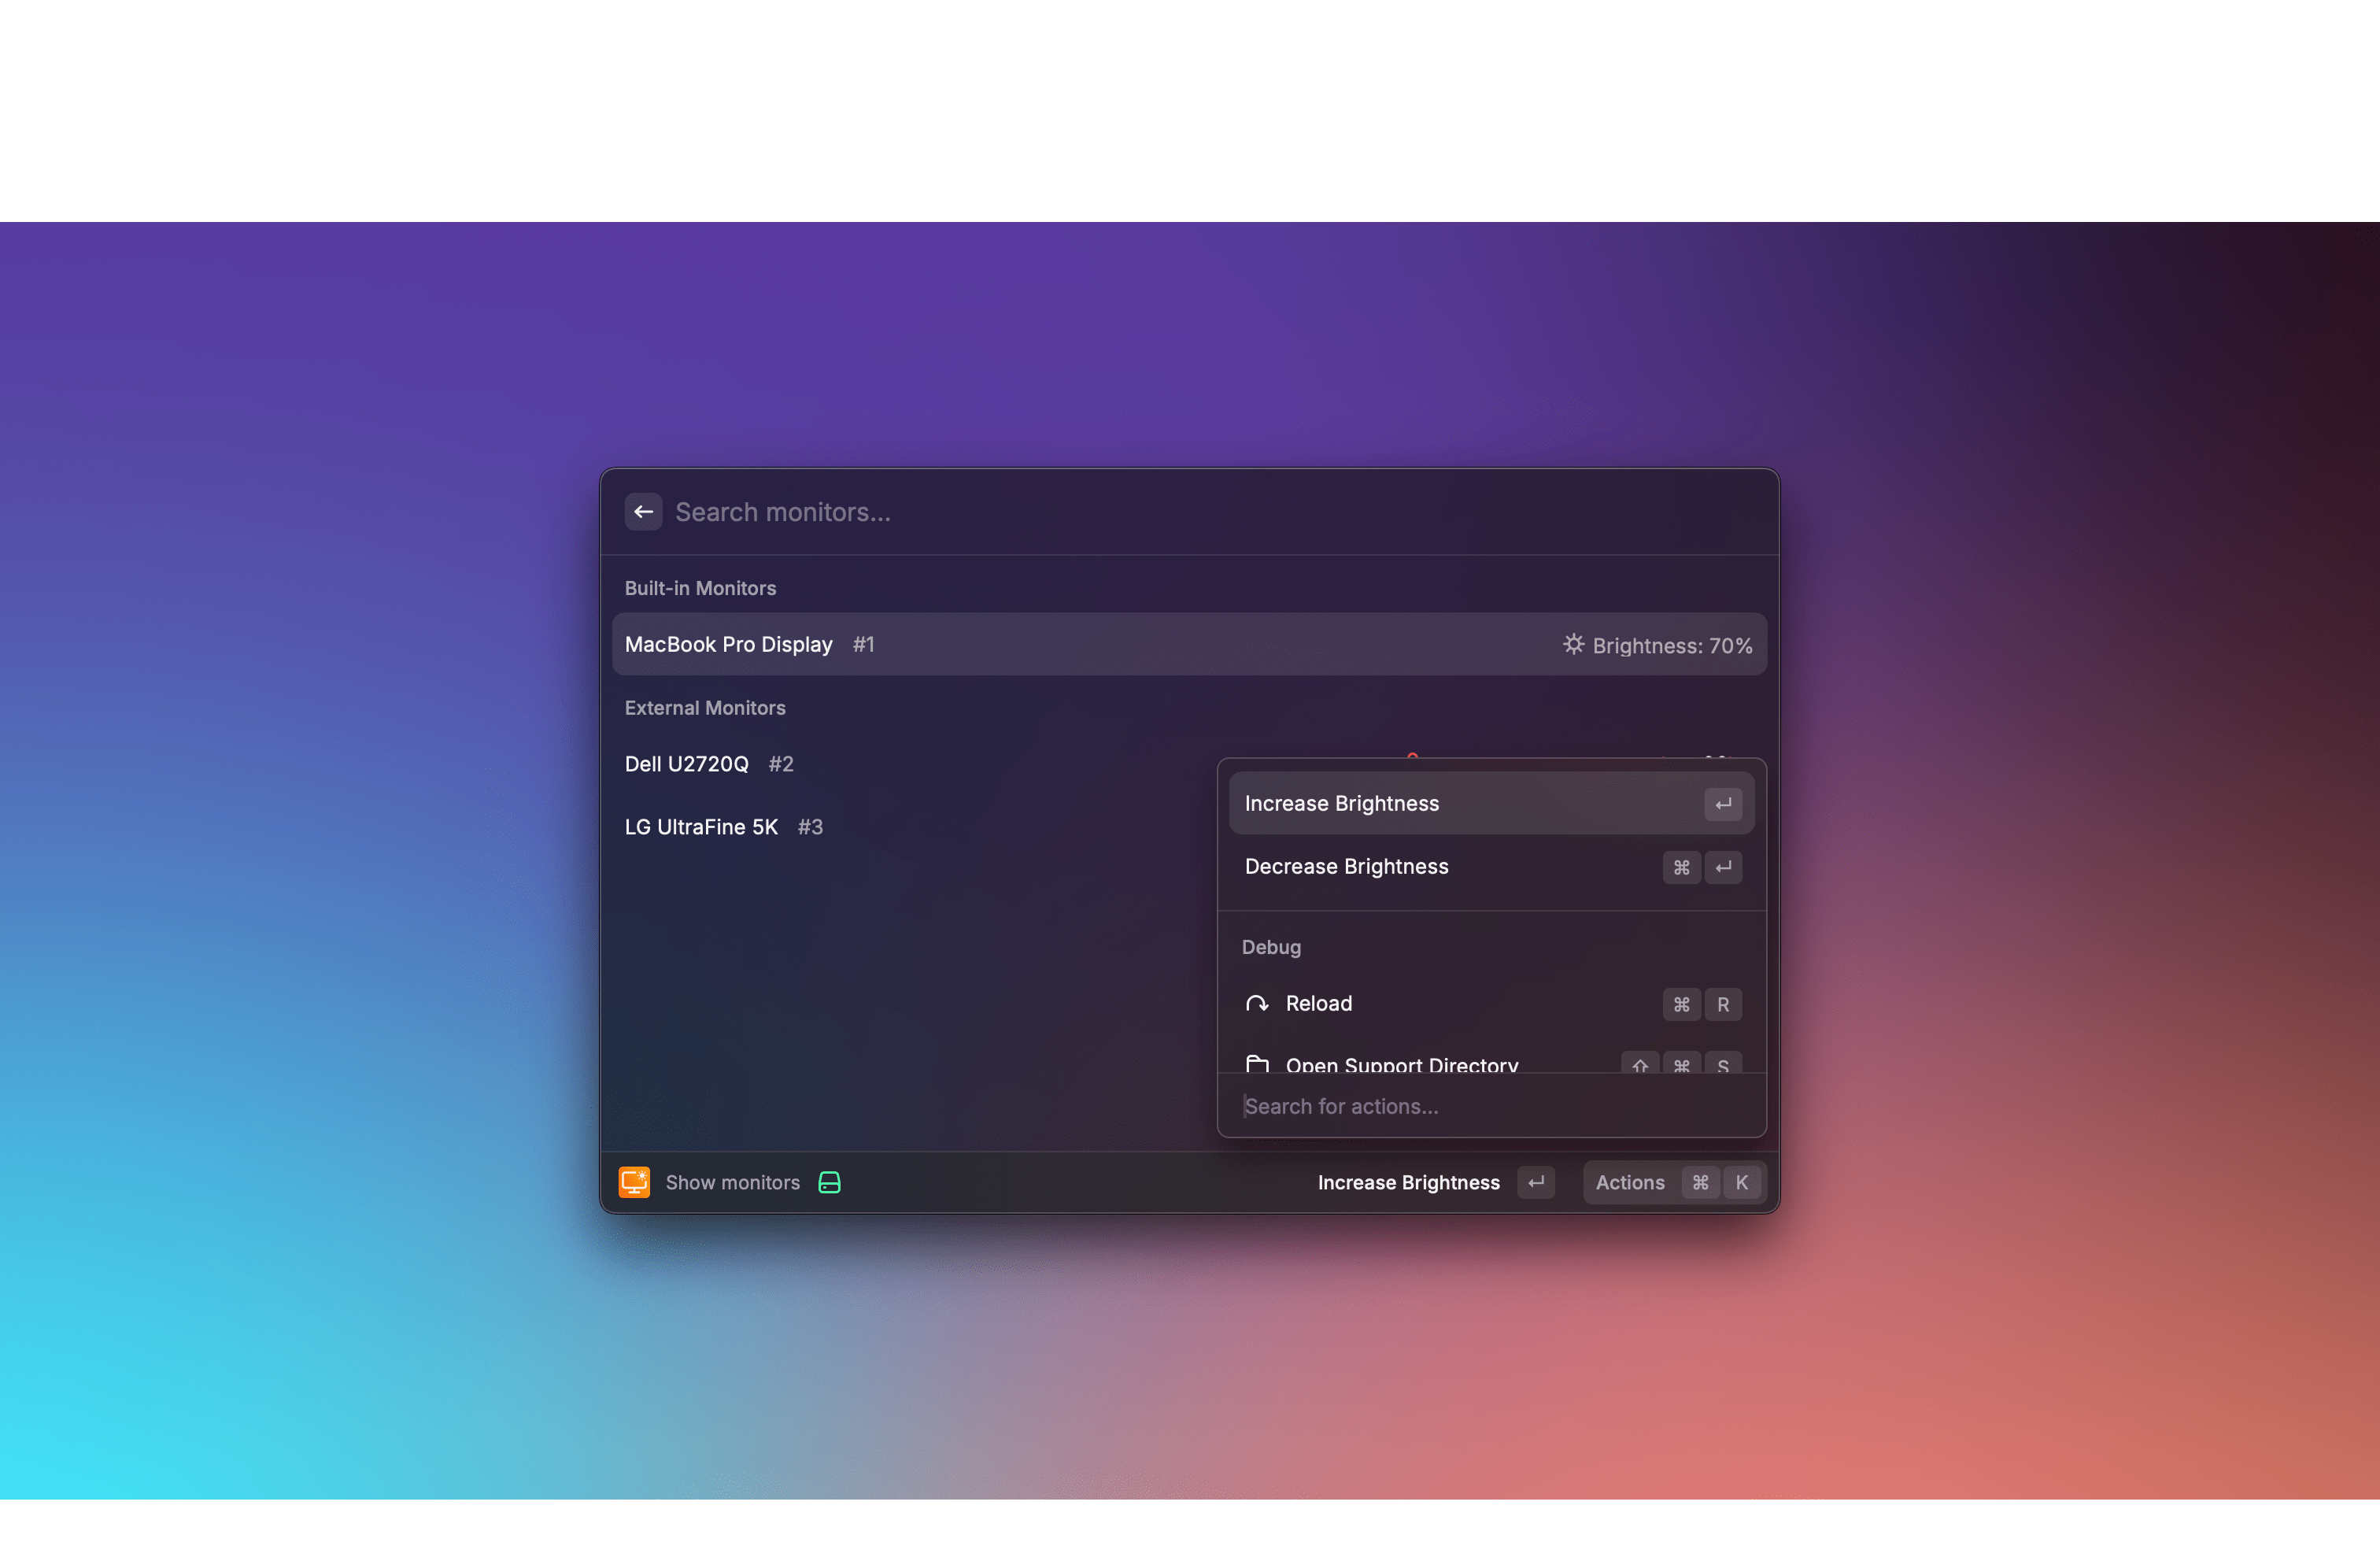 Search monitors...
Built-in Monitors
MacBook Pro Display #1 Brightness: 70%
External Monitors
Dell U2720Q #2
LG UltraFine 5K #3
Increase Brightness
Decrease Brightness ⌘
Debug
Reload ⌘ R
Open Support Directory ⌘ S
Search for actions...
Show monitors Increase Brightness Actions ⌘ K